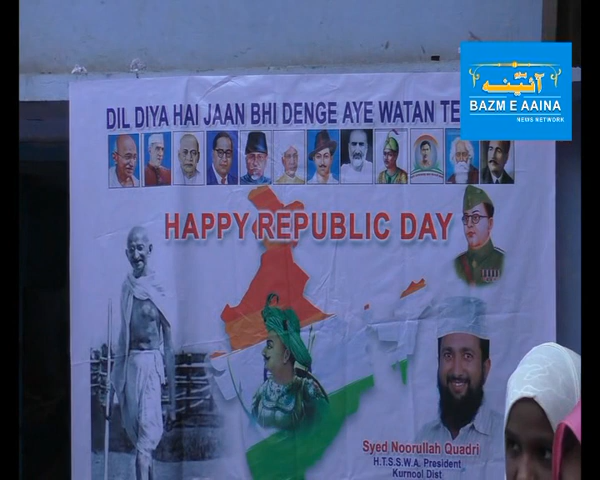 DIL DIYA HAI JAAN BHI DENGE AYE WATAN
آئینہ
BAZM E AAINA
NEWS NETWORK
HAPPY REPUBLIC DAY
Syed Noorullah Quadri
H.T.S.S.W.A. President
Kurnool Dist